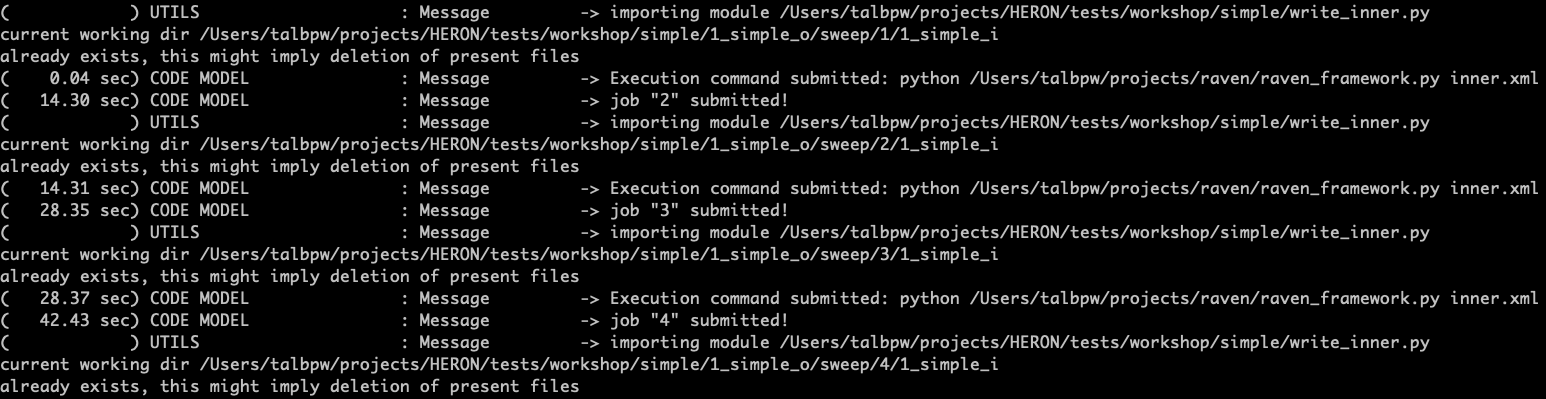 (            ) UTILS                       : Message         -> importing module /Users/talbpw/projects/HERON/tests/workshop/simple/write_inner.py
current working dir /Users/talbpw/projects/HERON/tests/workshop/simple/1_simple_o/sweep/1/1_simple_i
already exists, this might imply deletion of present files
(    0.04 sec) CODE MODEL               : Message         -> Execution command submitted: python /Users/talbpw/projects/raven/raven_framework.py inner.xml
(   14.30 sec) CODE MODEL               : Message         -> job "2" submitted!
(            ) UTILS                       : Message         -> importing module /Users/talbpw/projects/HERON/tests/workshop/simple/write_inner.py
current working dir /Users/talbpw/projects/HERON/tests/workshop/simple/1_simple_o/sweep/2/1_simple_i
already exists, this might imply deletion of present files
(   14.31 sec) CODE MODEL               : Message         -> Execution command submitted: python /Users/talbpw/projects/raven/raven_framework.py inner.xml
(   28.35 sec) CODE MODEL               : Message         -> job "3" submitted!
(            ) UTILS                       : Message         -> importing module /Users/talbpw/projects/HERON/tests/workshop/simple/write_inner.py
current working dir /Users/talbpw/projects/HERON/tests/workshop/simple/1_simple_o/sweep/3/1_simple_i
already exists, this might imply deletion of present files
(   28.37 sec) CODE MODEL               : Message         -> Execution command submitted: python /Users/talbpw/projects/raven/raven_framework.py inner.xml
(   42.43 sec) CODE MODEL               : Message         -> job "4" submitted!
(            ) UTILS                       : Message         -> importing module /Users/talbpw/projects/HERON/tests/workshop/simple/write_inner.py
current working dir /Users/talbpw/projects/HERON/tests/workshop/simple/1_simple_o/sweep/4/1_simple_i
already exists, this might imply deletion of present files